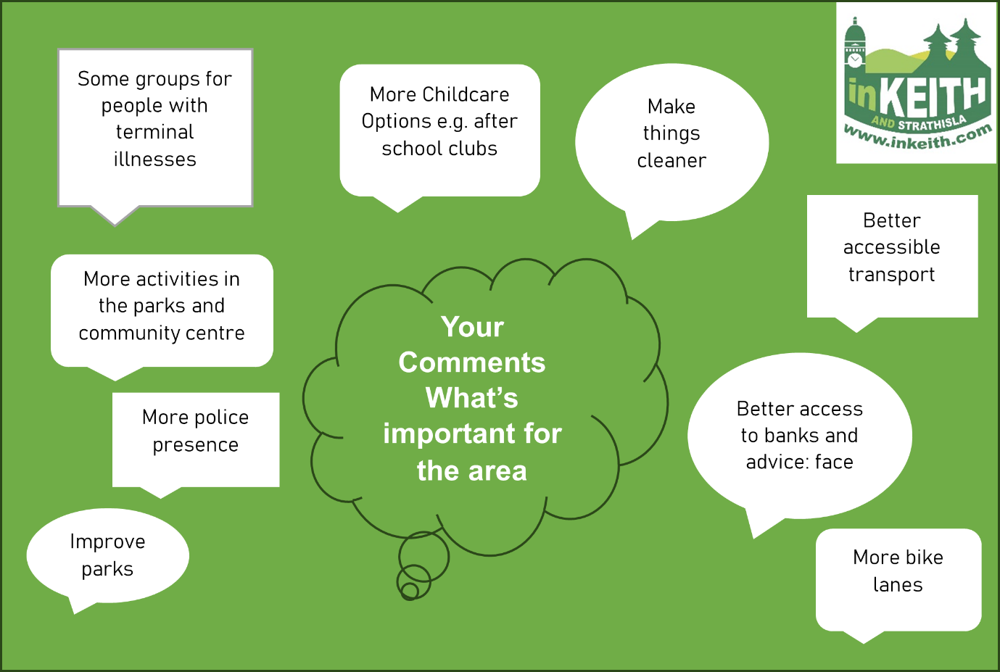 Some groups for
people with
terminal
illnesses
More Childcare
Options e.g. after
school clubs
Make
things
cleaner
inKEITH
AND STRATHISLA
www.inkeith.com
Better
accessible
transport
More activities in
the parks and
community centre
Your
Comments
What’s
important for
the area
More police
presence
Better access
to banks and
advice: face
Improve
parks
More bike
lanes